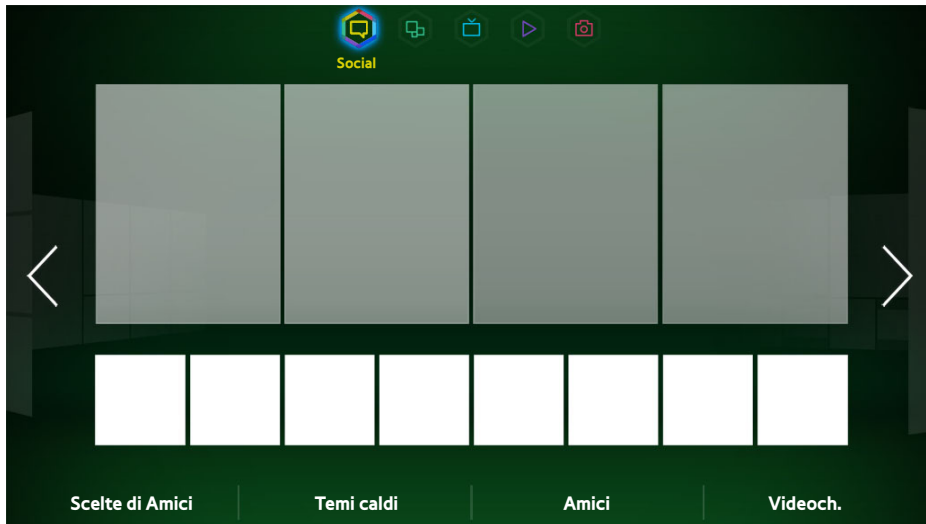 Social
Scelte di Amici
Temi caldi
Amici
Videoch.